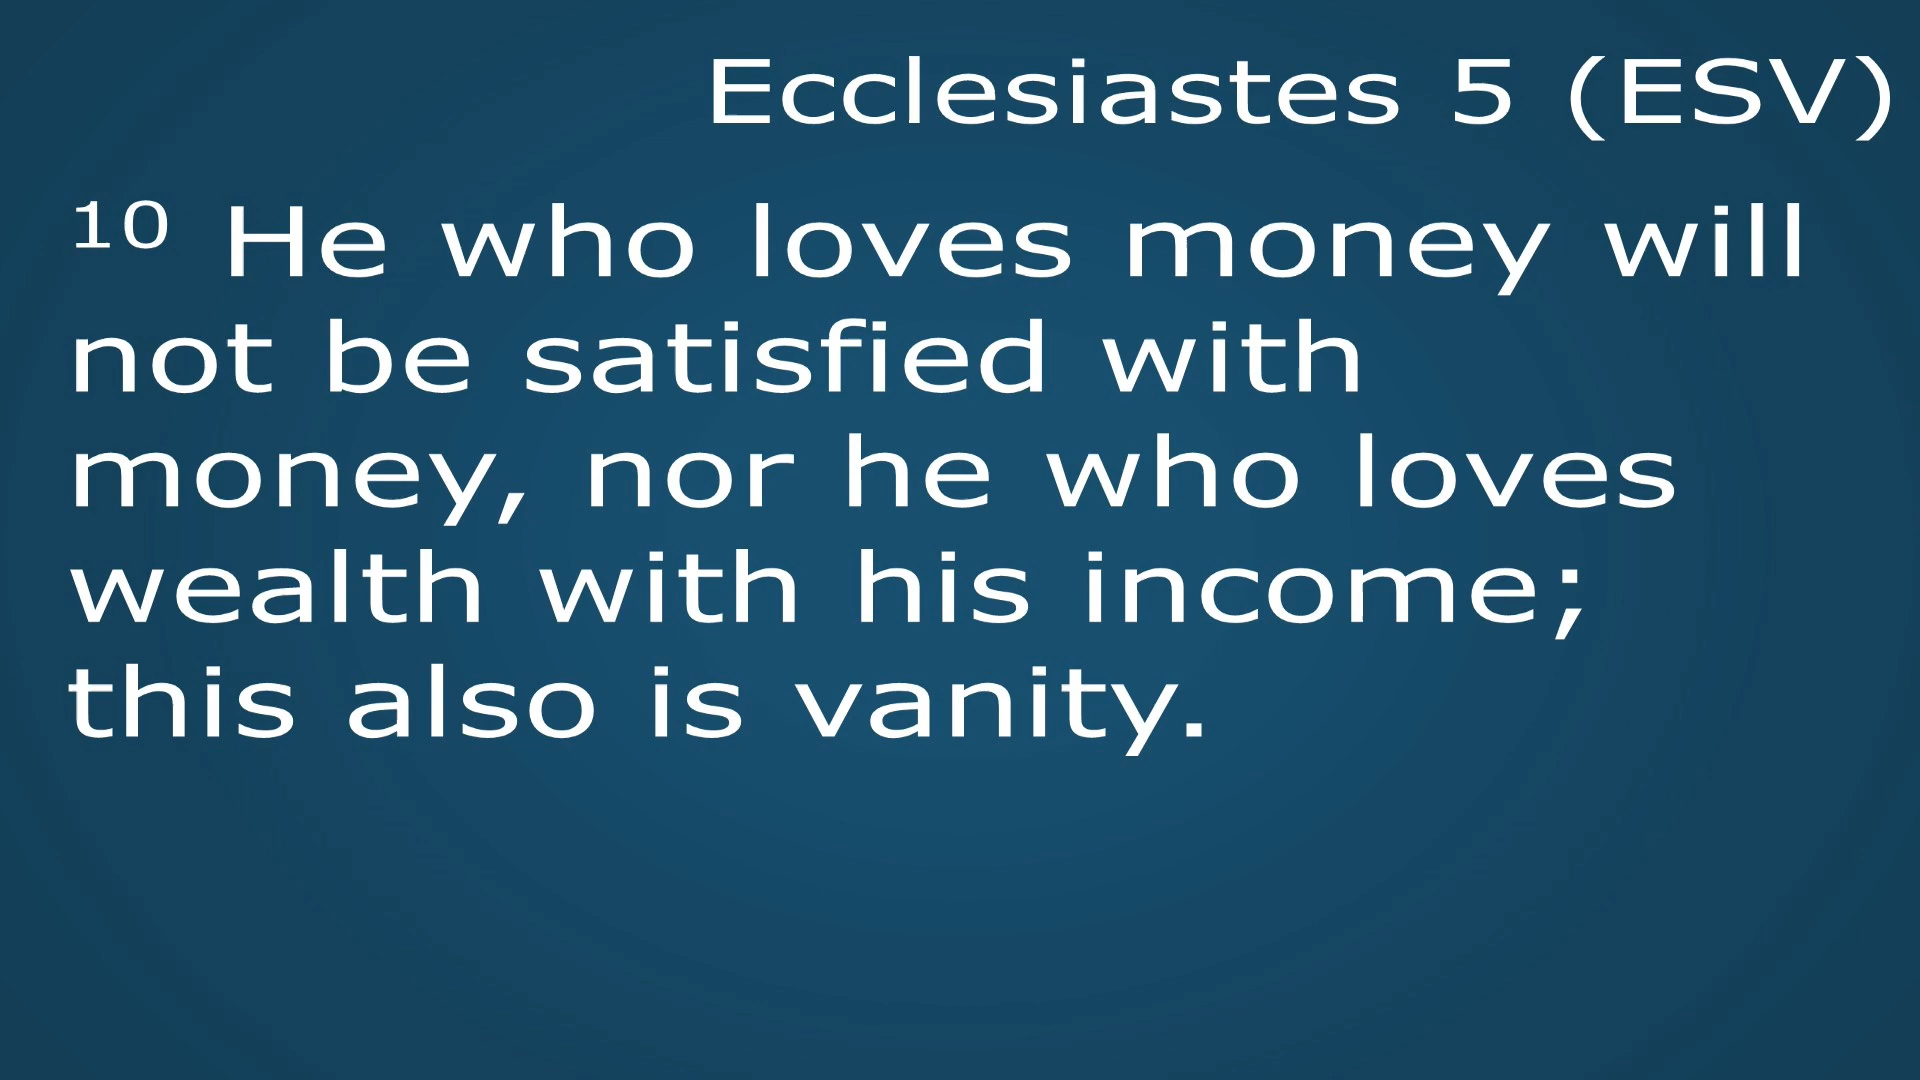 Ecclesiastes 5 (ESV)
10 He who loves money will
not be satisfied with
money, nor he who loves
wealth with his income;
this also is vanity.